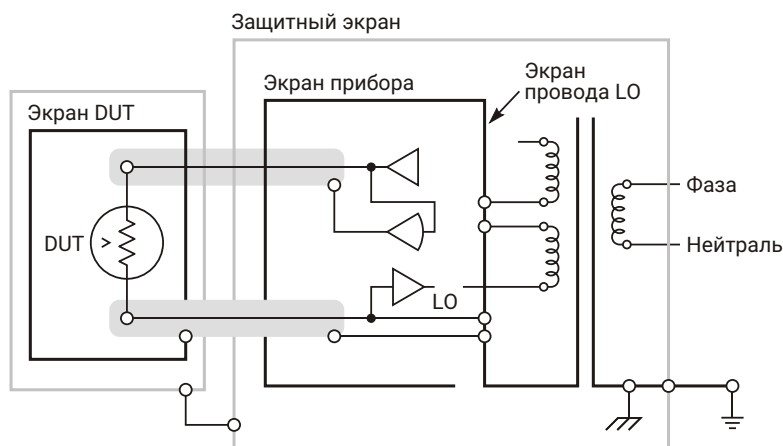 Защитный экран
Экран прибора
Экран
провода LO
Экран DUT
Фаза
DUT
Нейтраль
LO